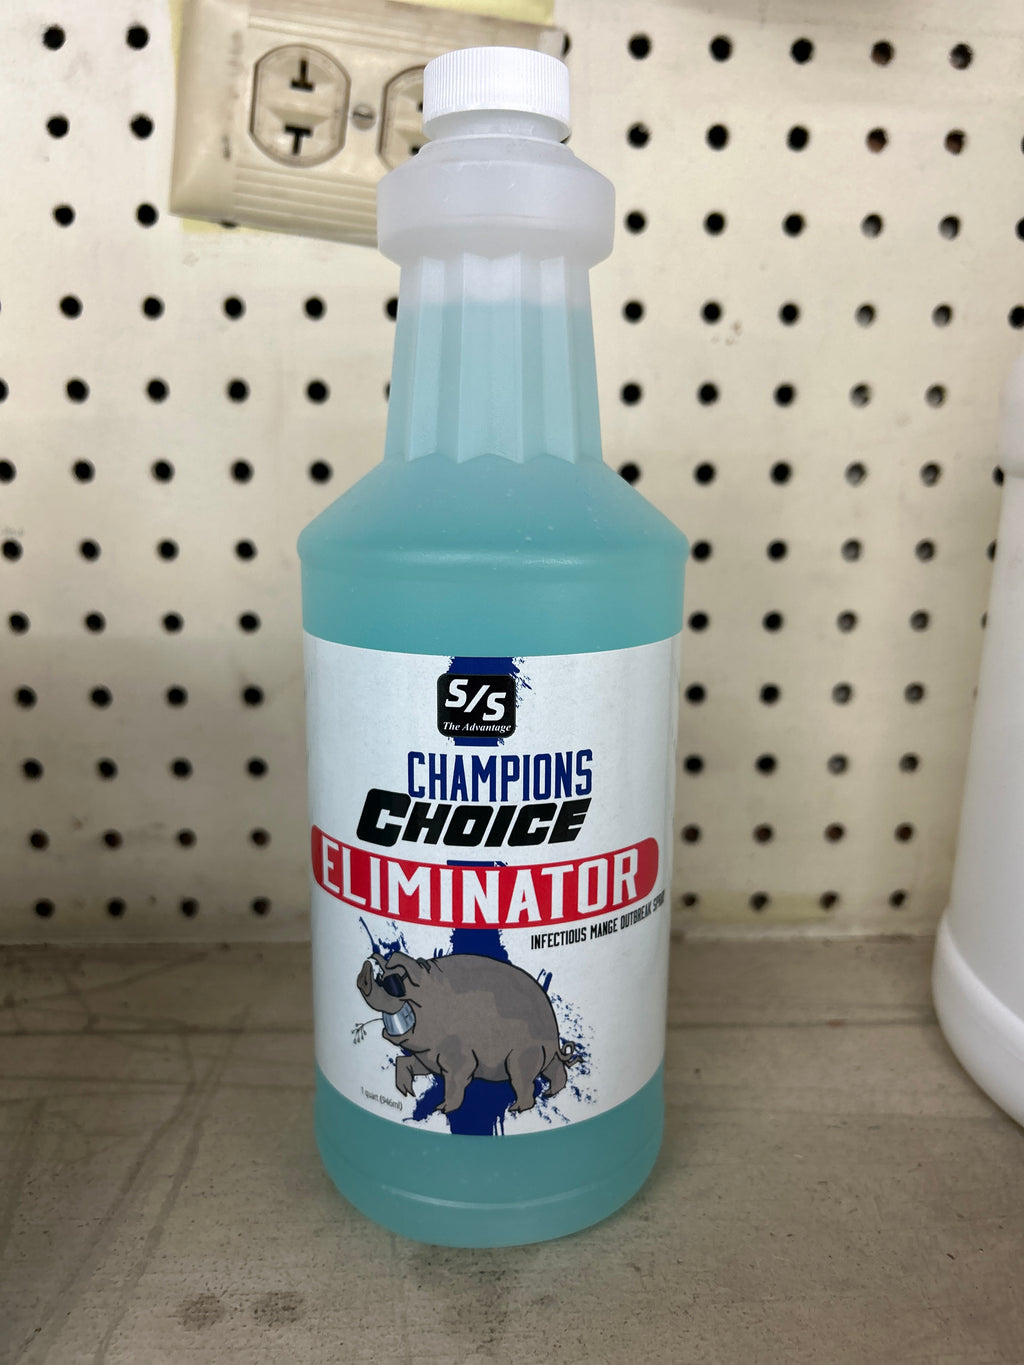 S/S
The Advantage
CHAMPIONS
CHOICE
ELIMINATOR
INFECTIOUS MANGE OUTBREAK SPRAY
1 quart (946ml)